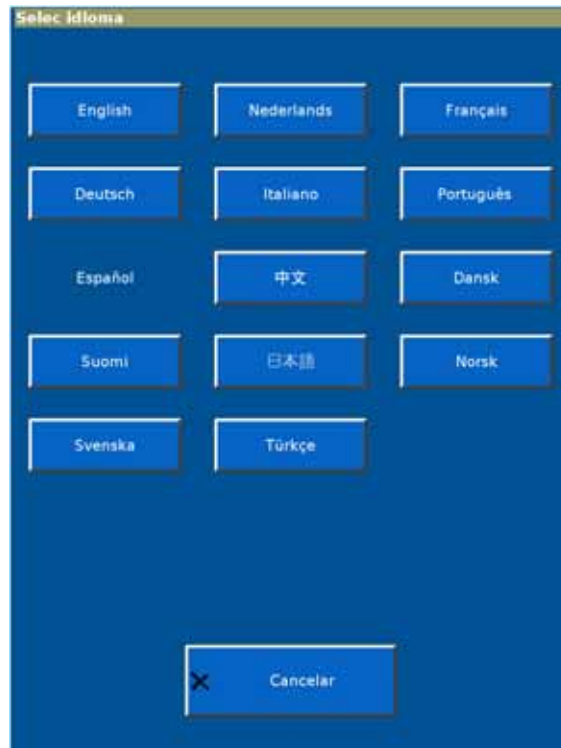 Selec idioma
English Nederlands Français
Deutsch Italiano Português
Español 中文 Dansk
Suomi 日本語 Norsk
Svenska Türkçe
Cancelar